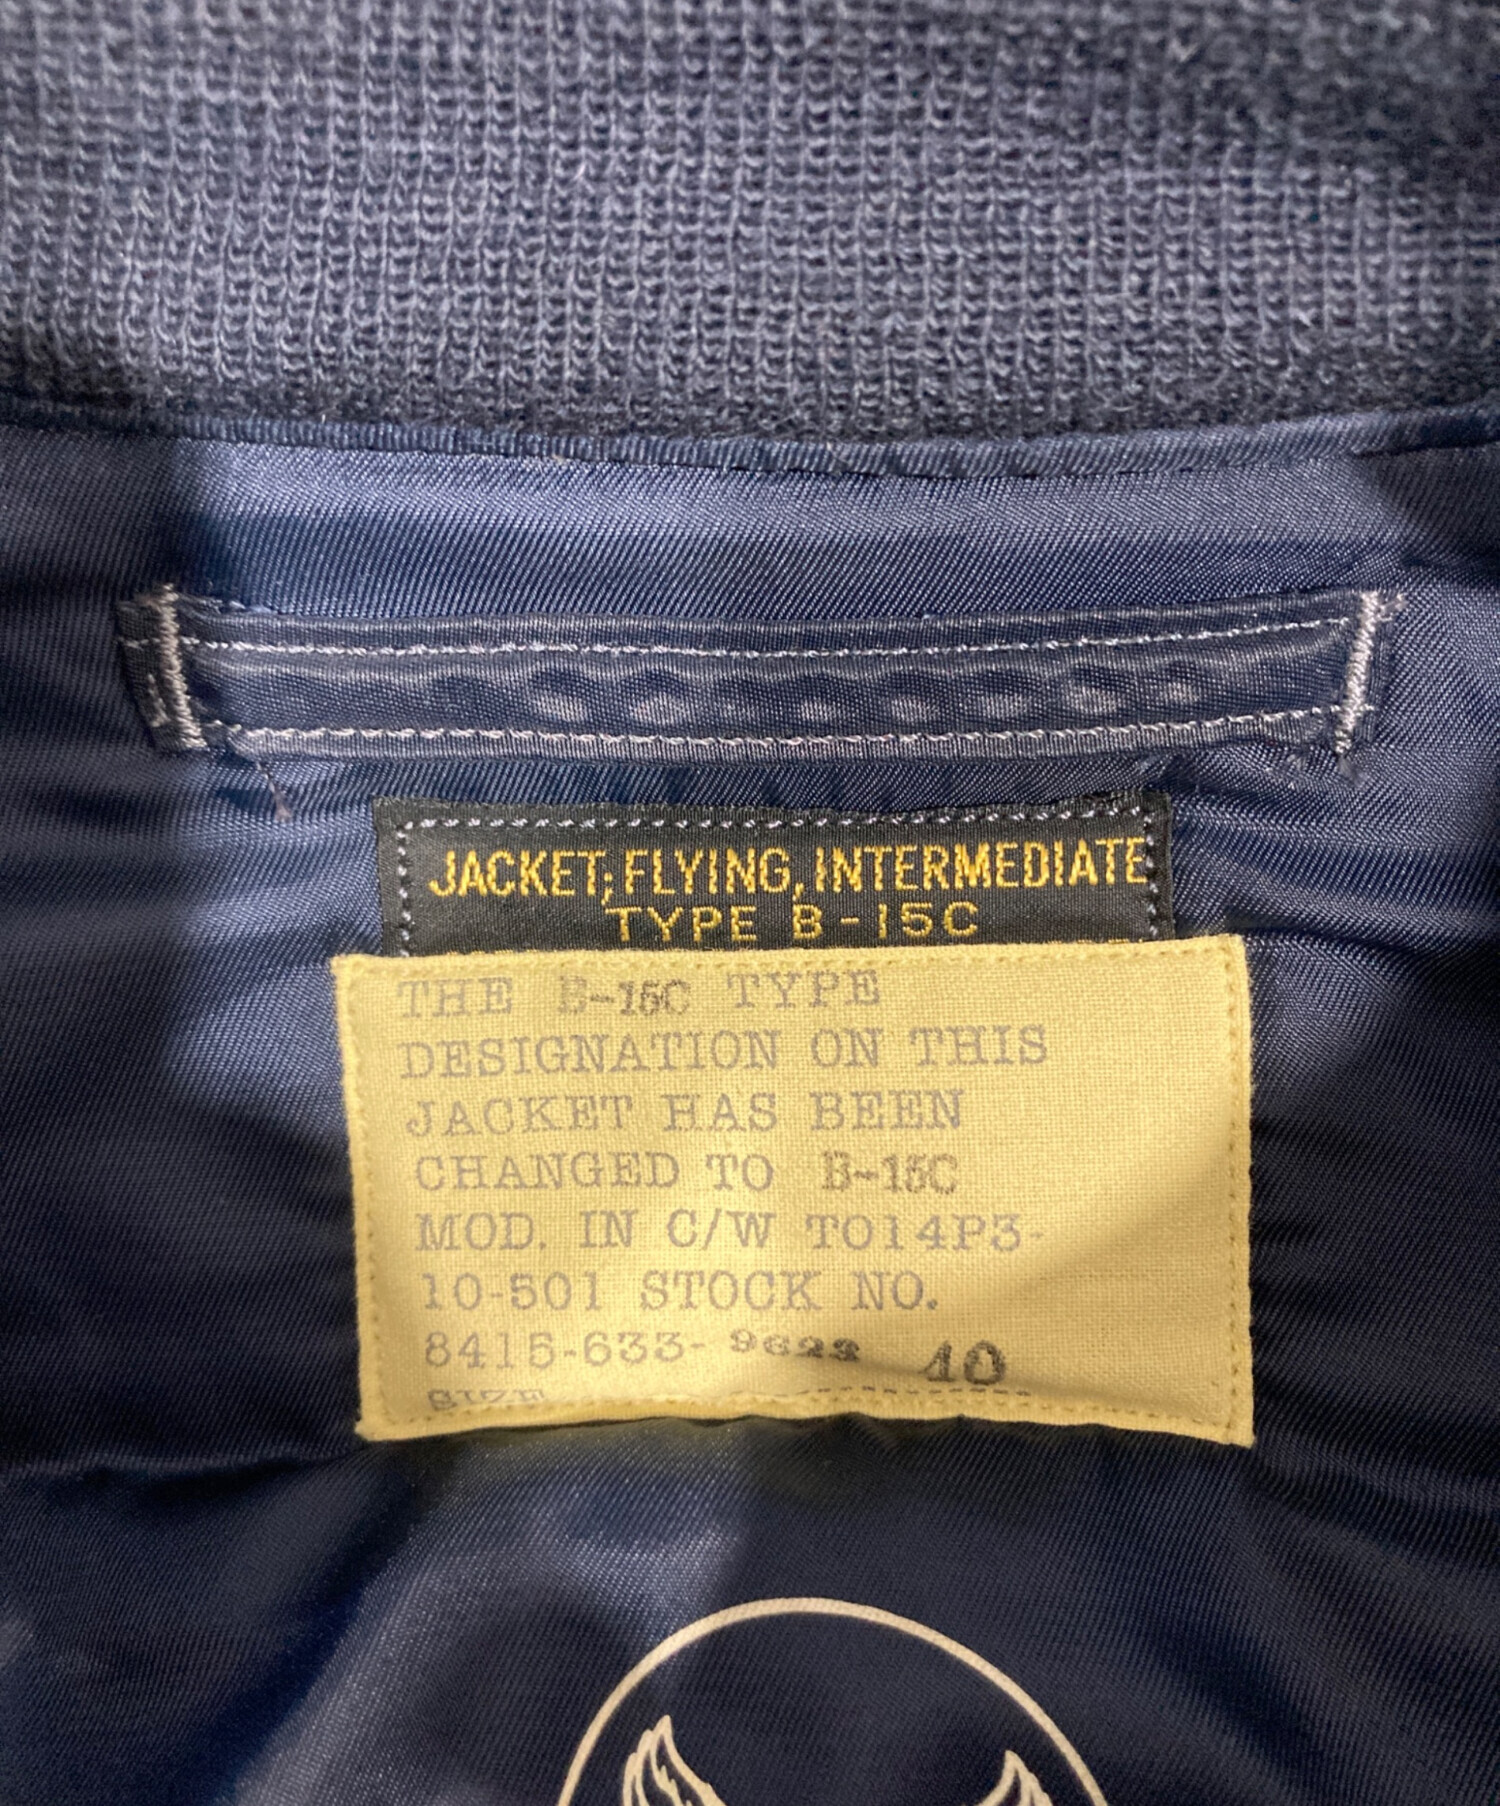 JACKET; FLYING, INTERMEDIATE
TYPE B-15C
THE B-15C TYPE
DESIGNATION ON THIS
JACKET HAS BEEN
CHANGED TO B-15C
MOD. IN C/W TO14P3-
10-501 STOCK NO.
8415-633-9623 40
SIZE